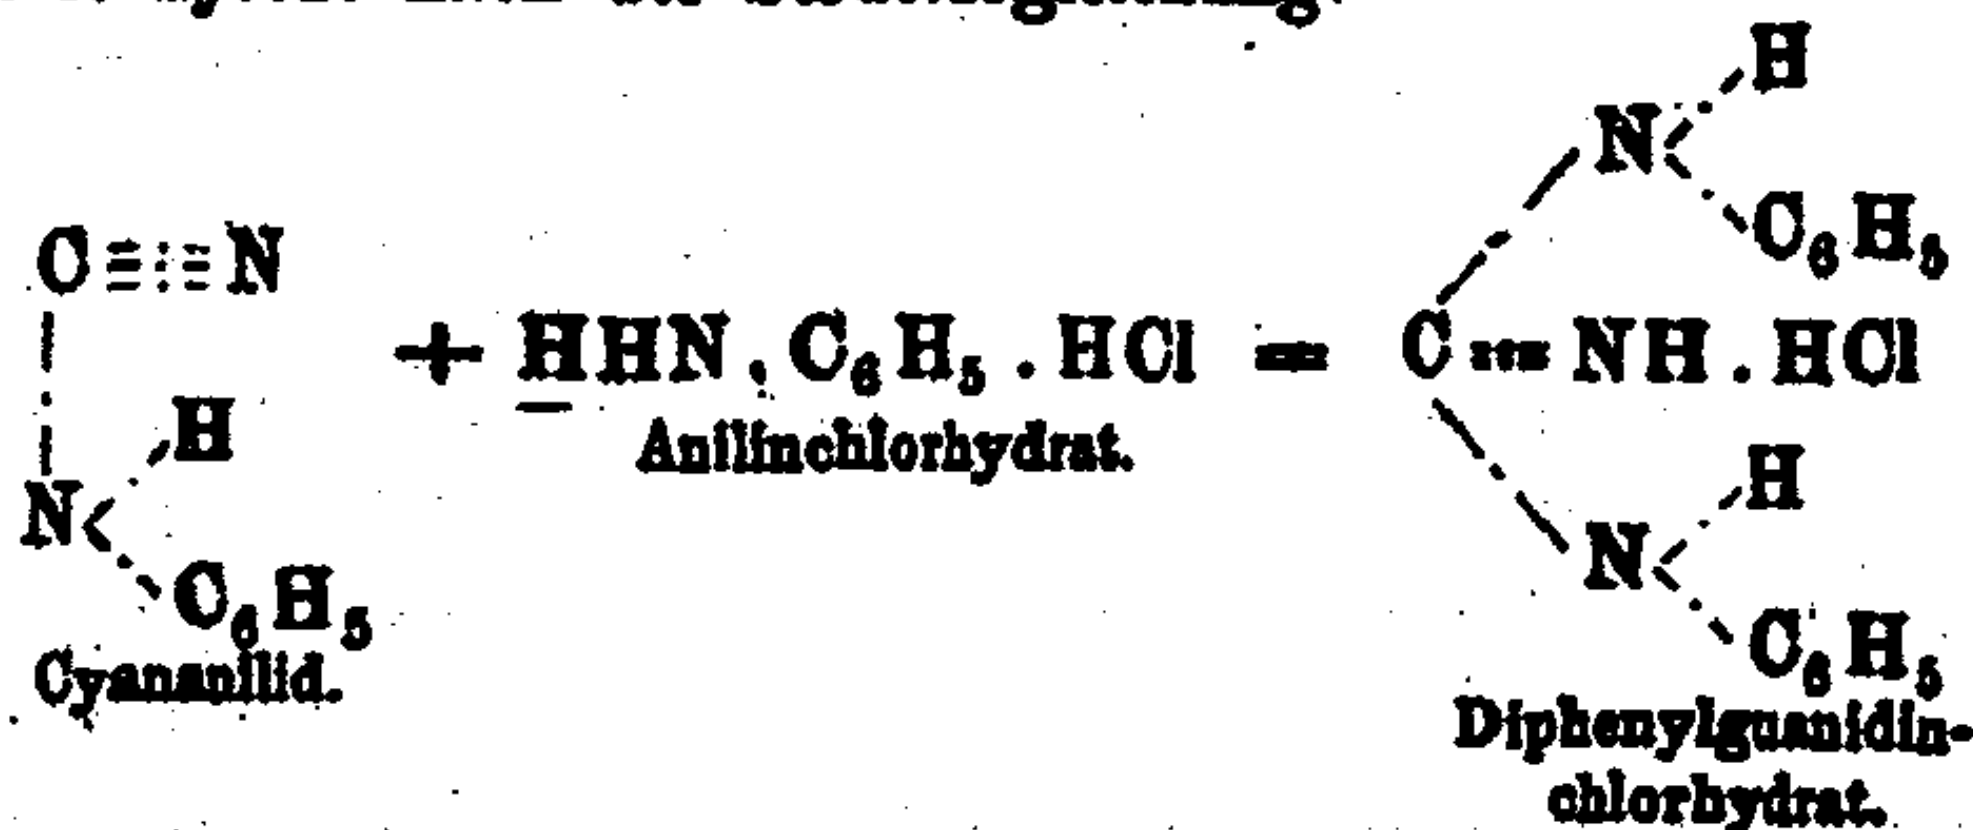 H
N
C₆H₅
C≡N
+ HHN . C₆H₅ . HCl = C = NH . HCl
Anilinchlorhydrat.
H
N
C₆H₅
Cyananilid.
H
N
C₆H₅
Diphenylguanidin-
chlorhydrat.